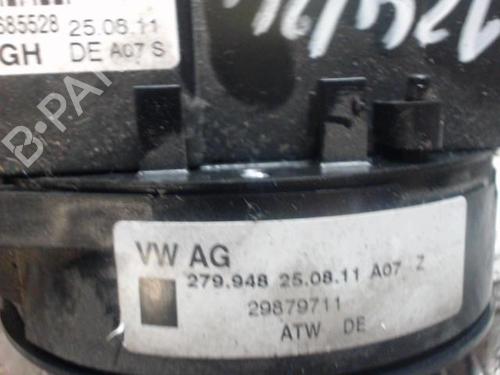 685528 25.08.11
GH DE A07 S
B-PA
VW AG
279.948 25.08.11 A07 Z
29879711
ATW DE